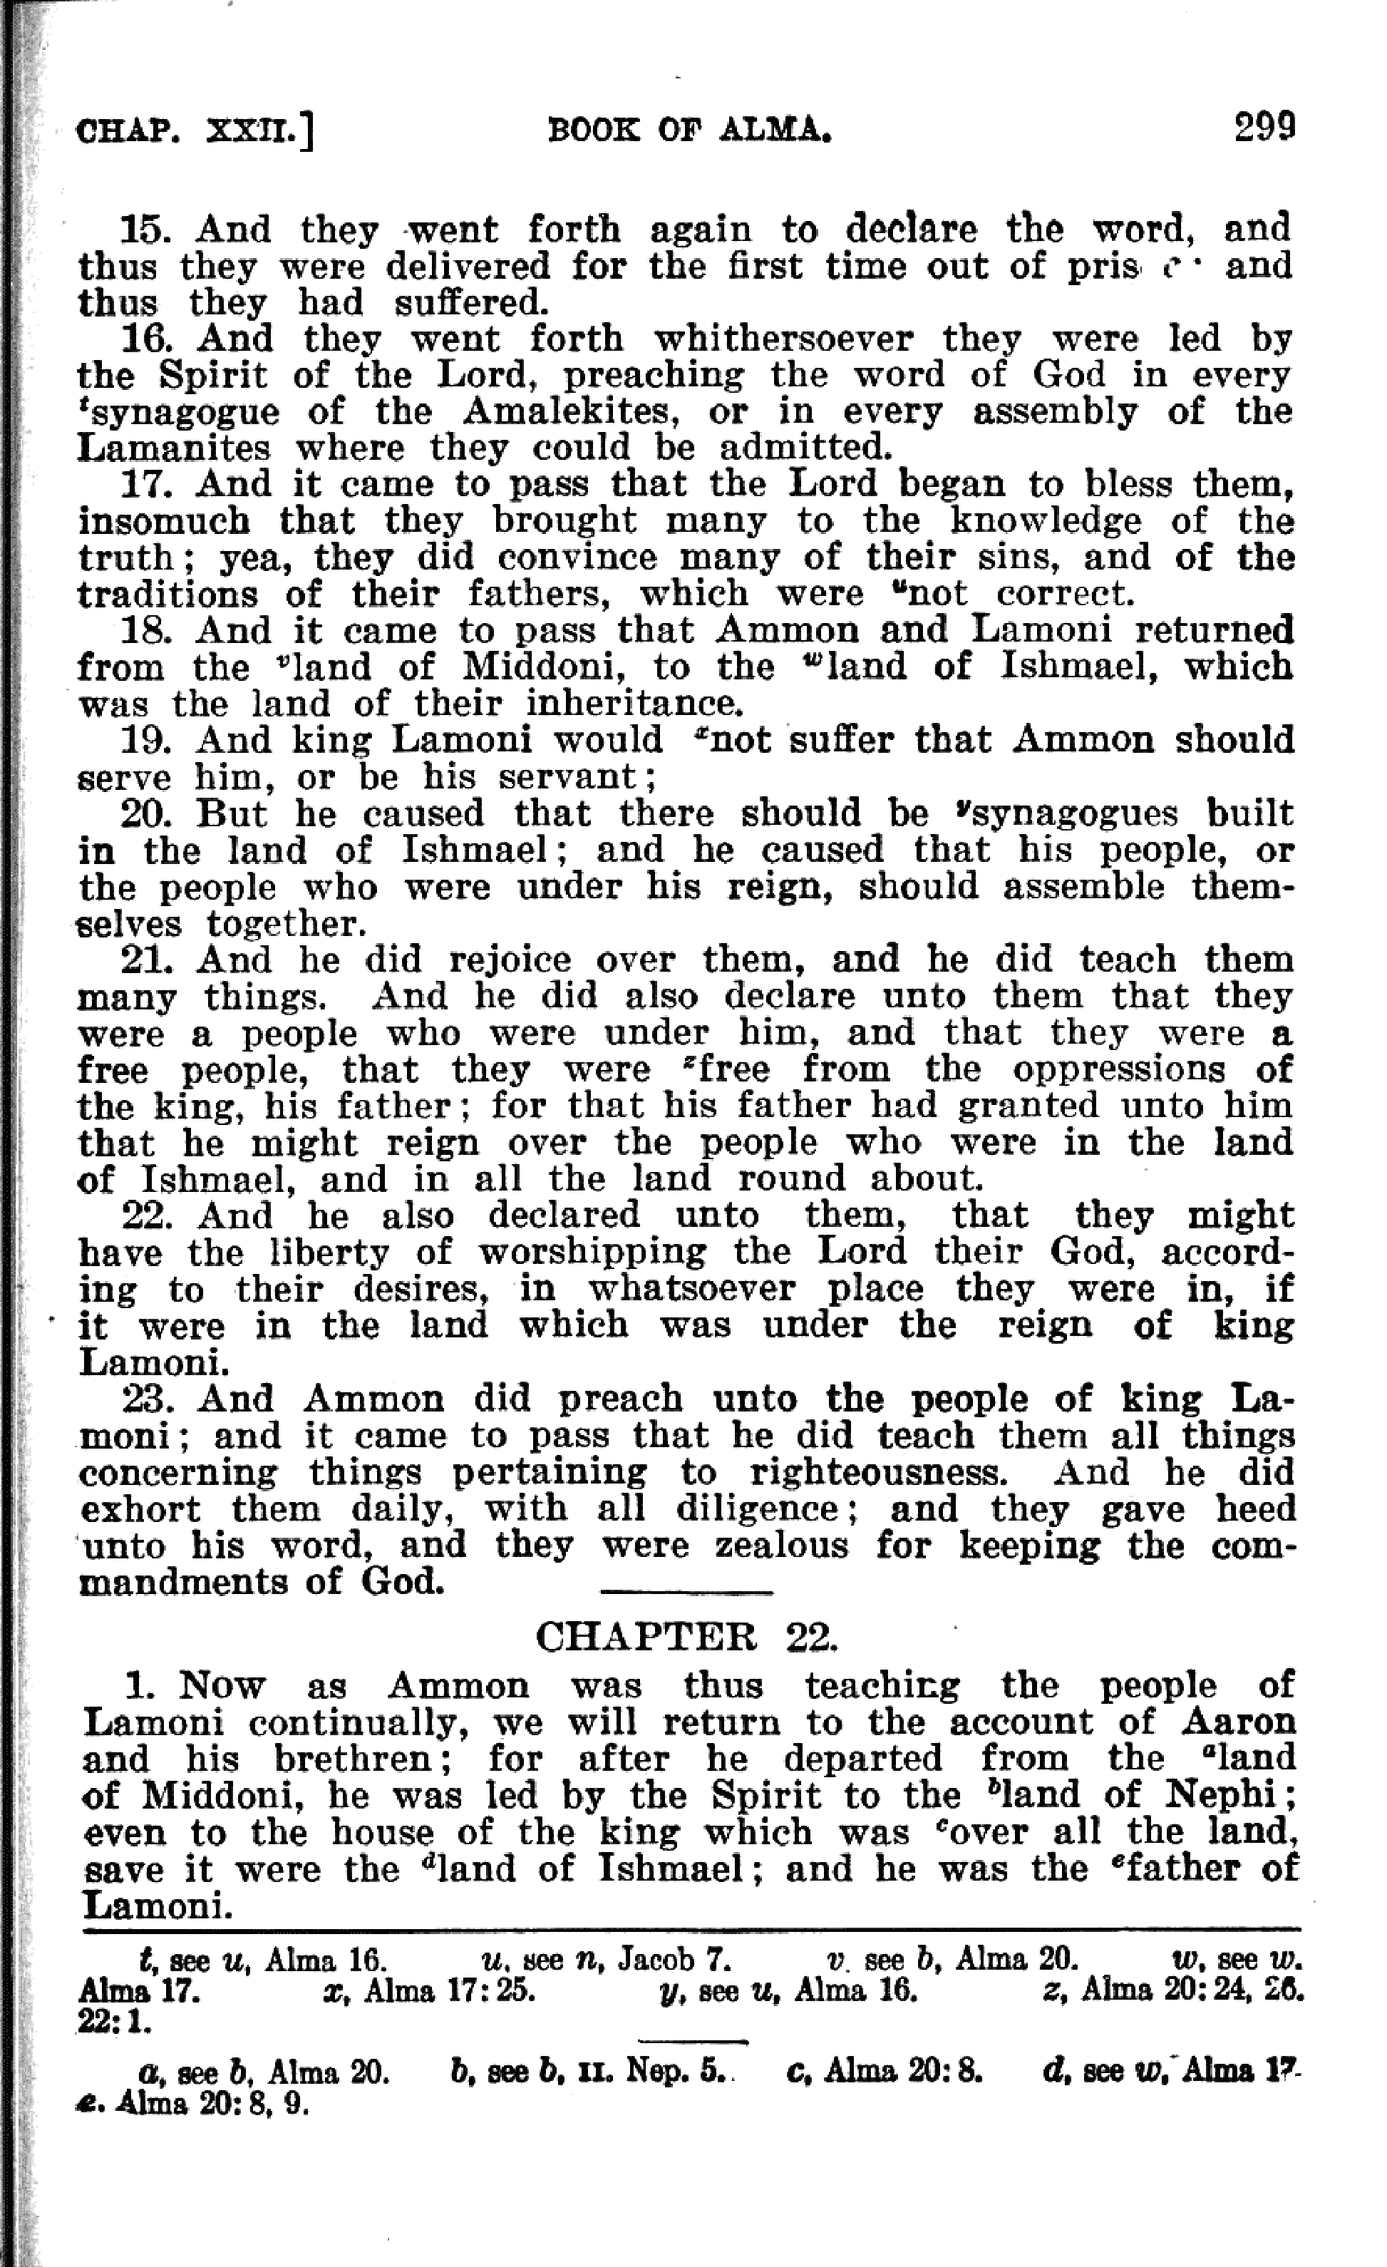 CHAP. XXII.] BOOK OF ALMA. 299
15. And they went forth again to declare the word, and
thus they were delivered for the first time out of and
thus they had suffered.
16. And they went forth whithersoever they were led by
the Spirit of the Lord, preaching the word of God in every
ᵗsynagogue of the Amalekites, or in every assembly of the
Lamanites where they could be admitted.
17. And it came to pass that the Lord began to bless them,
insomuch that they brought many to the knowledge of the
truth; yea, they did convince many of their sins, and of the
traditions of their fathers, which were ᵘnot correct.
18. And it came to pass that Ammon and Lamoni returned
from the ᵛland of Middoni, to the ʷland of Ishmael, which
was the land of their inheritance.
19. And king Lamoni would ˣnot suffer that Ammon should
serve him, or be his servant;
20. But he caused that there should be ʸsynagogues built
in the land of Ishmael; and he caused that his people, or
the people who were under his reign, should assemble them-
selves together.
21. And he did rejoice over them, and he did teach them
many things. And he did also declare unto them that they
were a people who were under him, and that they were a
free people, that they were ᶻfree from the oppressions of
the king, his father; for that his father had granted unto him
that he might reign over the people who were in the land
of Ishmael, and in all the land round about.
22. And he also declared unto them, that they might
have the liberty of worshipping the Lord their God, accord-
ing to their desires, in whatsoever place they were in, if
it were in the land which was under the reign of king
Lamoni.
23. And Ammon did preach unto the people of king La-
moni; and it came to pass that he did teach them all things
concerning things pertaining to righteousness. And he did
exhort them daily, with all diligence; and they gave heed
unto his word, and they were zealous for keeping the com-
mandments of God.
CHAPTER 22.
1. Now as Ammon was thus teaching the people of
Lamoni continually, we will return to the account of Aaron
and his brethren; for after he departed from the ᵃland
of Middoni, he was led by the Spirit to the ᵇland of Nephi;
even to the house of the king which was ᶜover all the land,
save it were the ᵈland of Ishmael; and he was the ᵉfather of
Lamoni.
t, see u, Alma 16. u, see n, Jacob 7. v. see b, Alma 20. w, see w.
Alma 17. x, Alma 17:25. y, see u, Alma 16. z, Alma 20:24, 26.
22:1.
a, see b, Alma 20. b, see b, II. Nep. 5. c, Alma 20:8. d, see w, Alma 17.
e. Alma 20:8, 9.